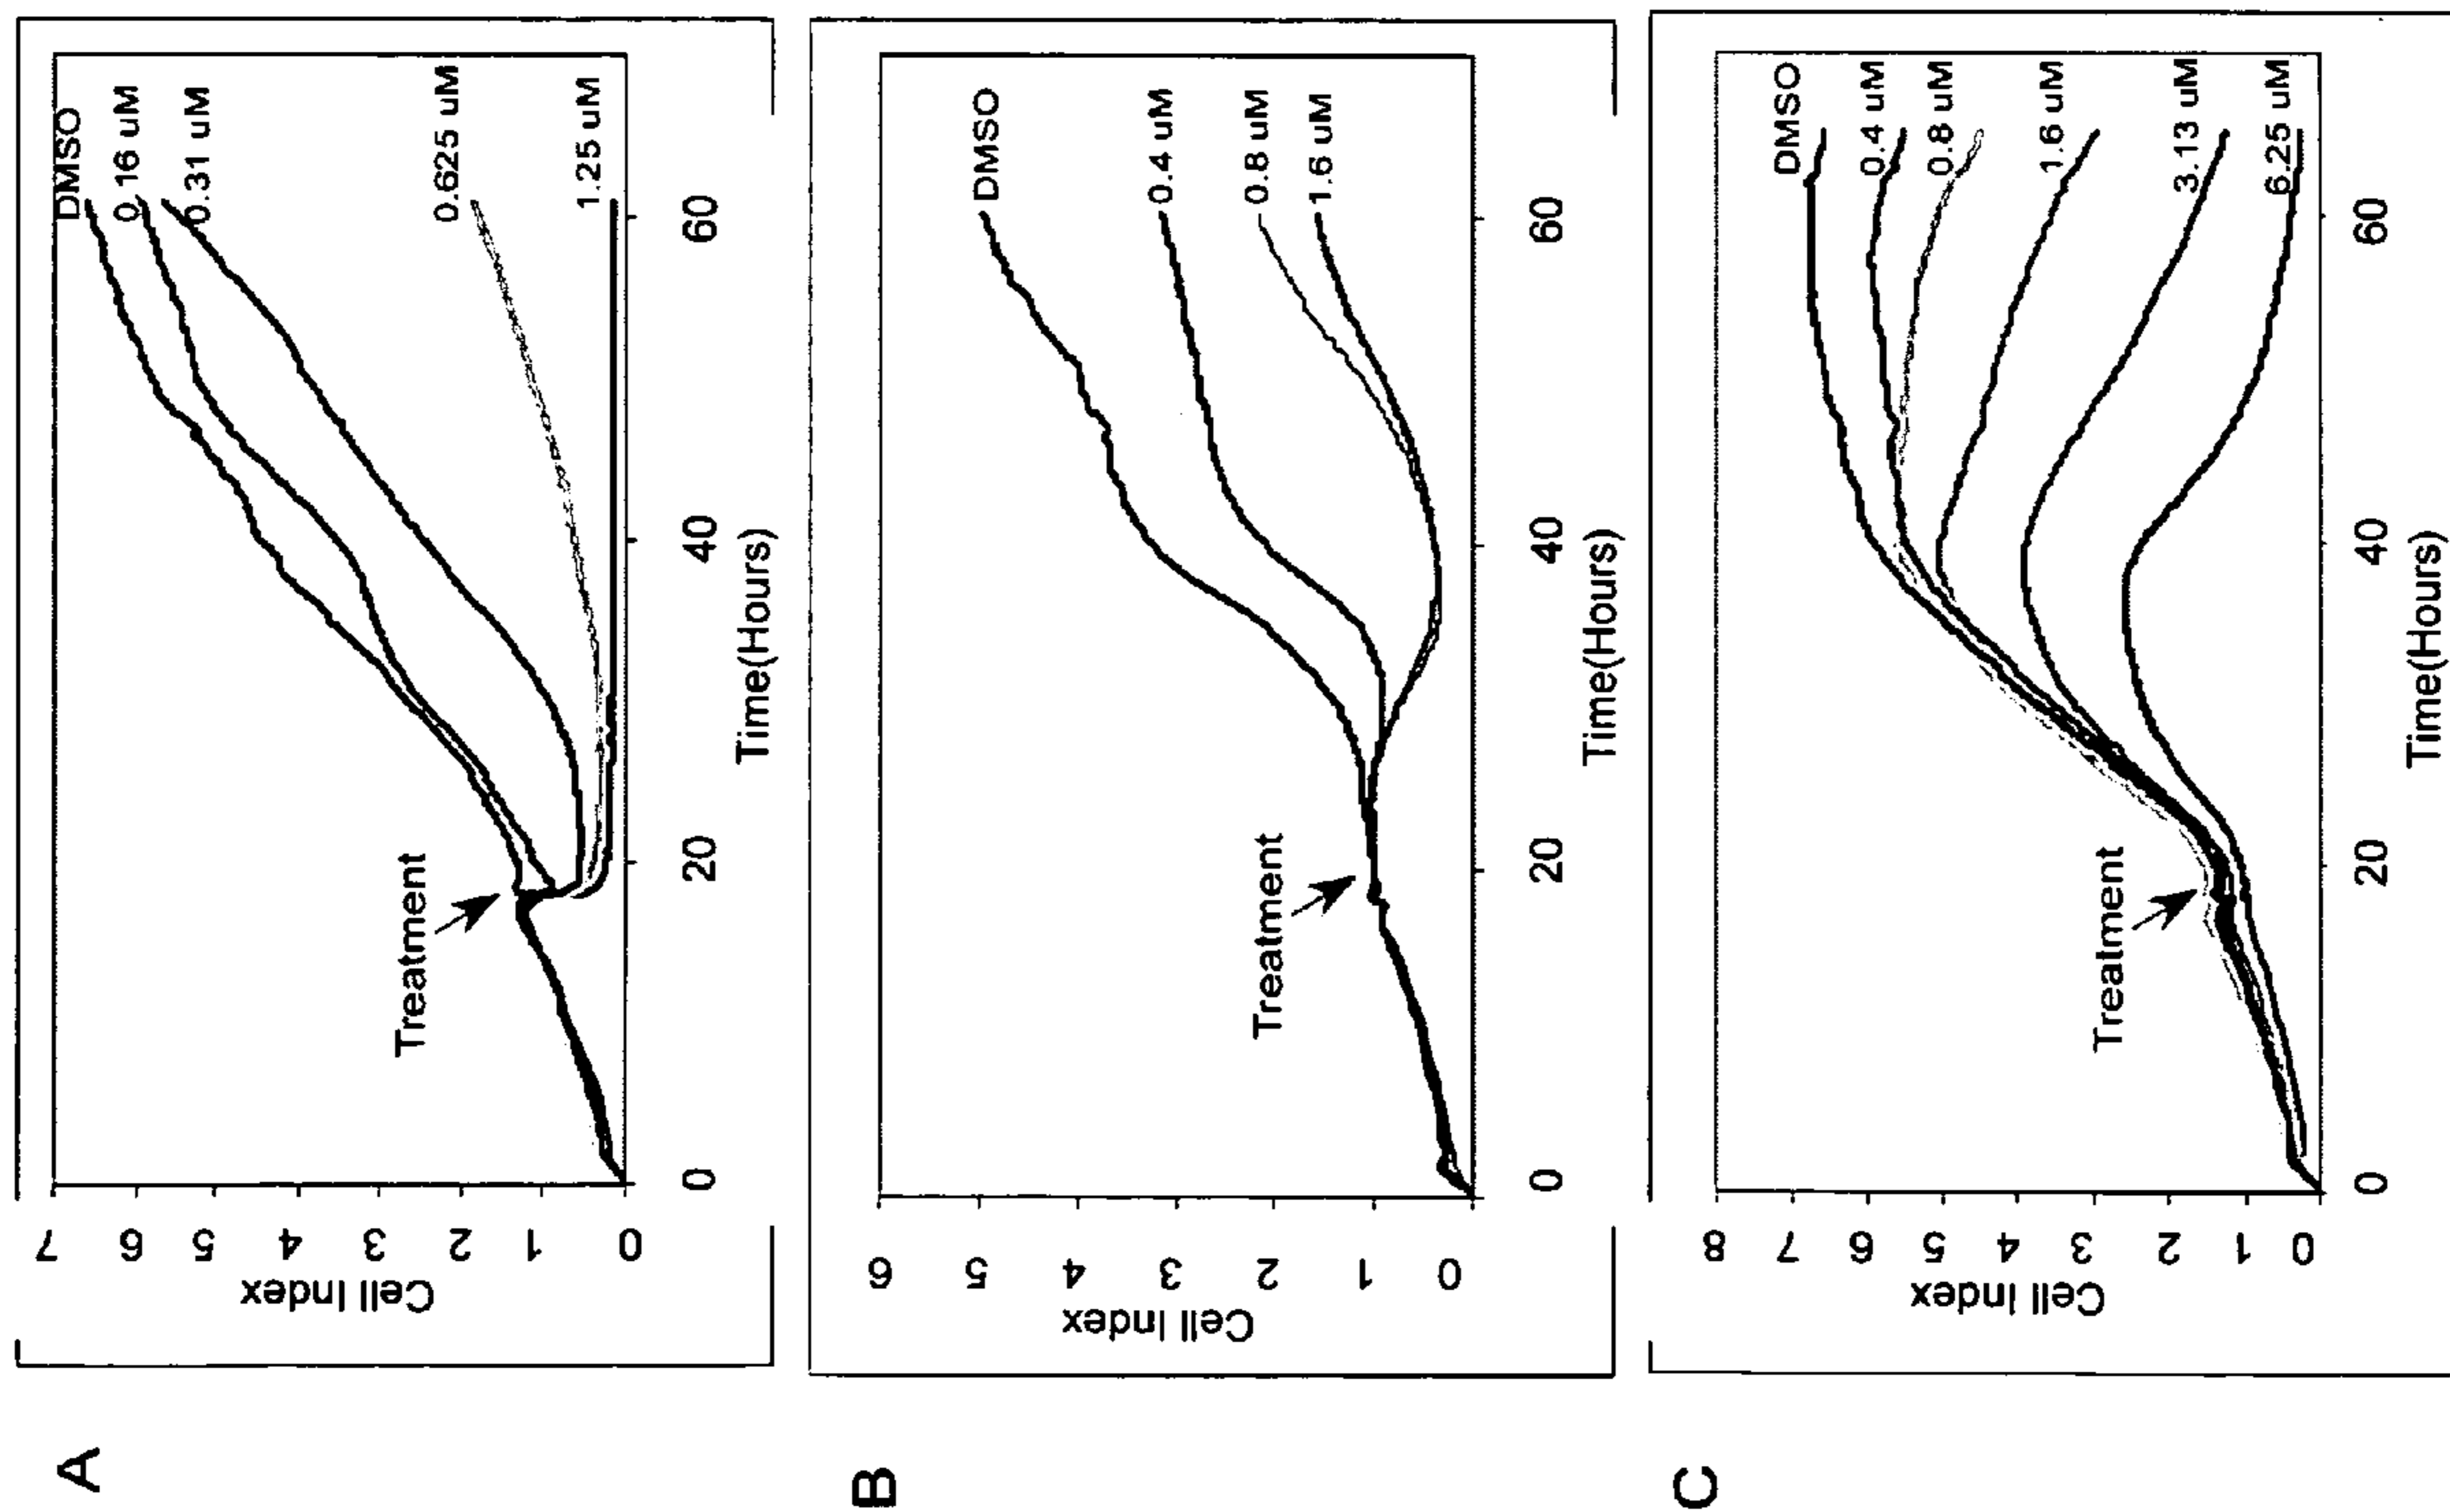 A
Cell Index
7
6
5
4
3
2
1
0
Treatment
DMSO
0.16 uM
0.31 uM
0.625 uM
1.25 uM
0 20 40 60
Time(Hours)
B
Cell Index
6
5
4
3
2
1
0
Treatment
DMSO
0.4 uM
0.8 uM
1.6 uM
0 20 40 60
Time(Hours)
C
Cell Index
8
7
6
5
4
3
2
1
0
Treatment
DMSO
0.4 uM
0.8 uM
1.6 uM
3.13 uM
6.25 uM
0 20 40 60
Time(Hours)